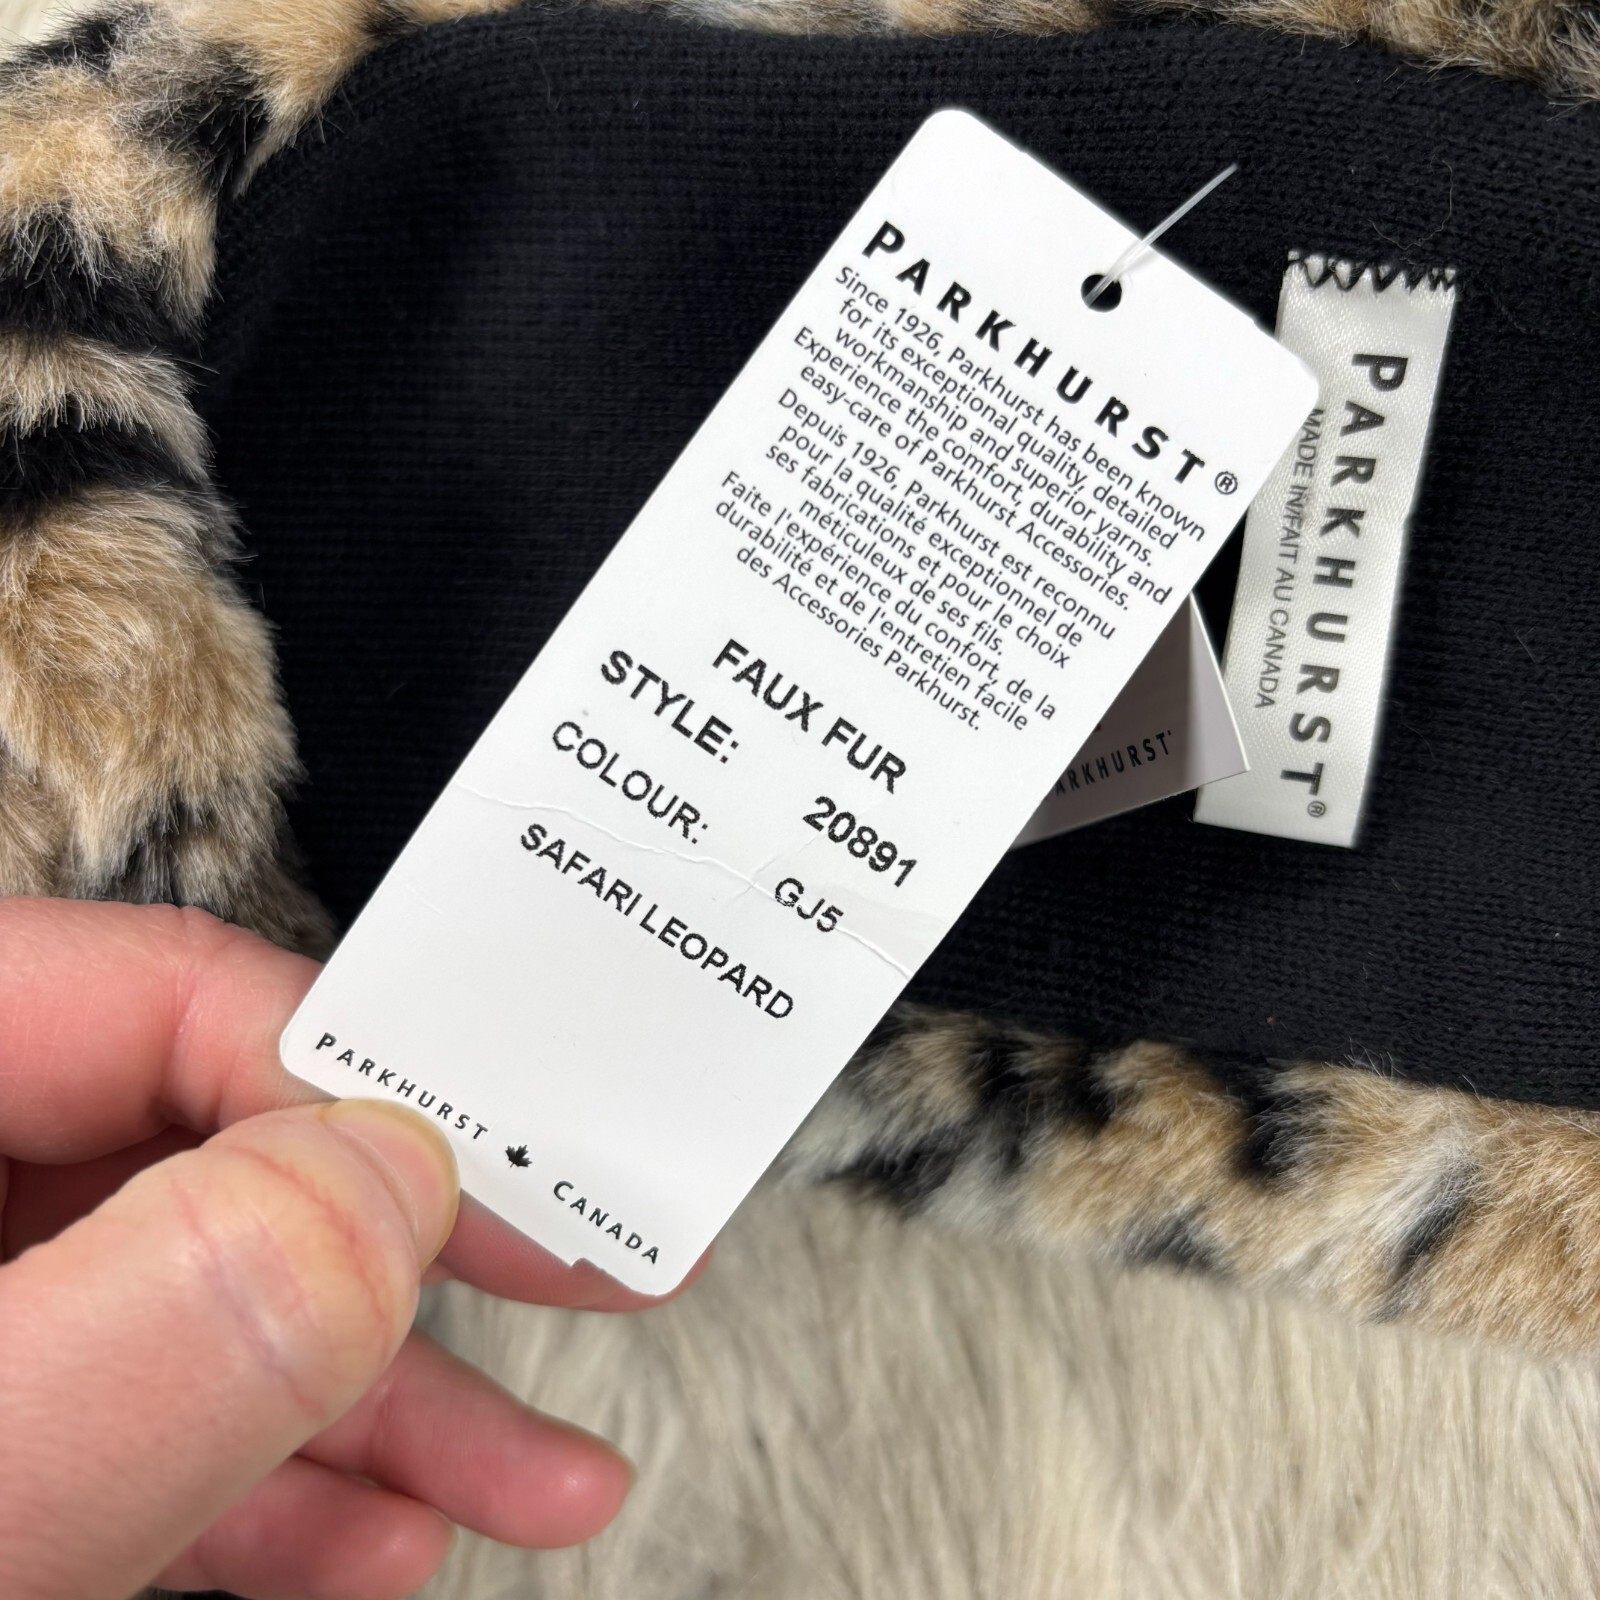 PARKHURST®
Since 1926, Parkhurst has been known
for its exceptional quality, detailed
workmanship and superior yarns.
Experience the comfort, durability and
easy-care of Parkhurst Accessories.
Depuis 1926, Parkhurst est reconnu
pour la qualité exceptionnel de
ses fabrications et pour le choix
méticuleux de ses fils.
Faite l'expérience du confort, de la
durabilité et de l'entretien facile
des Accessories Parkhurst.
FAUX FUR
STYLE: 20891
COLOUR: GJ5
SAFARI LEOPARD
PARKHURST CANADA
PARKHURST®
MADE IN/FAIT AU CANADA
ARKHURST